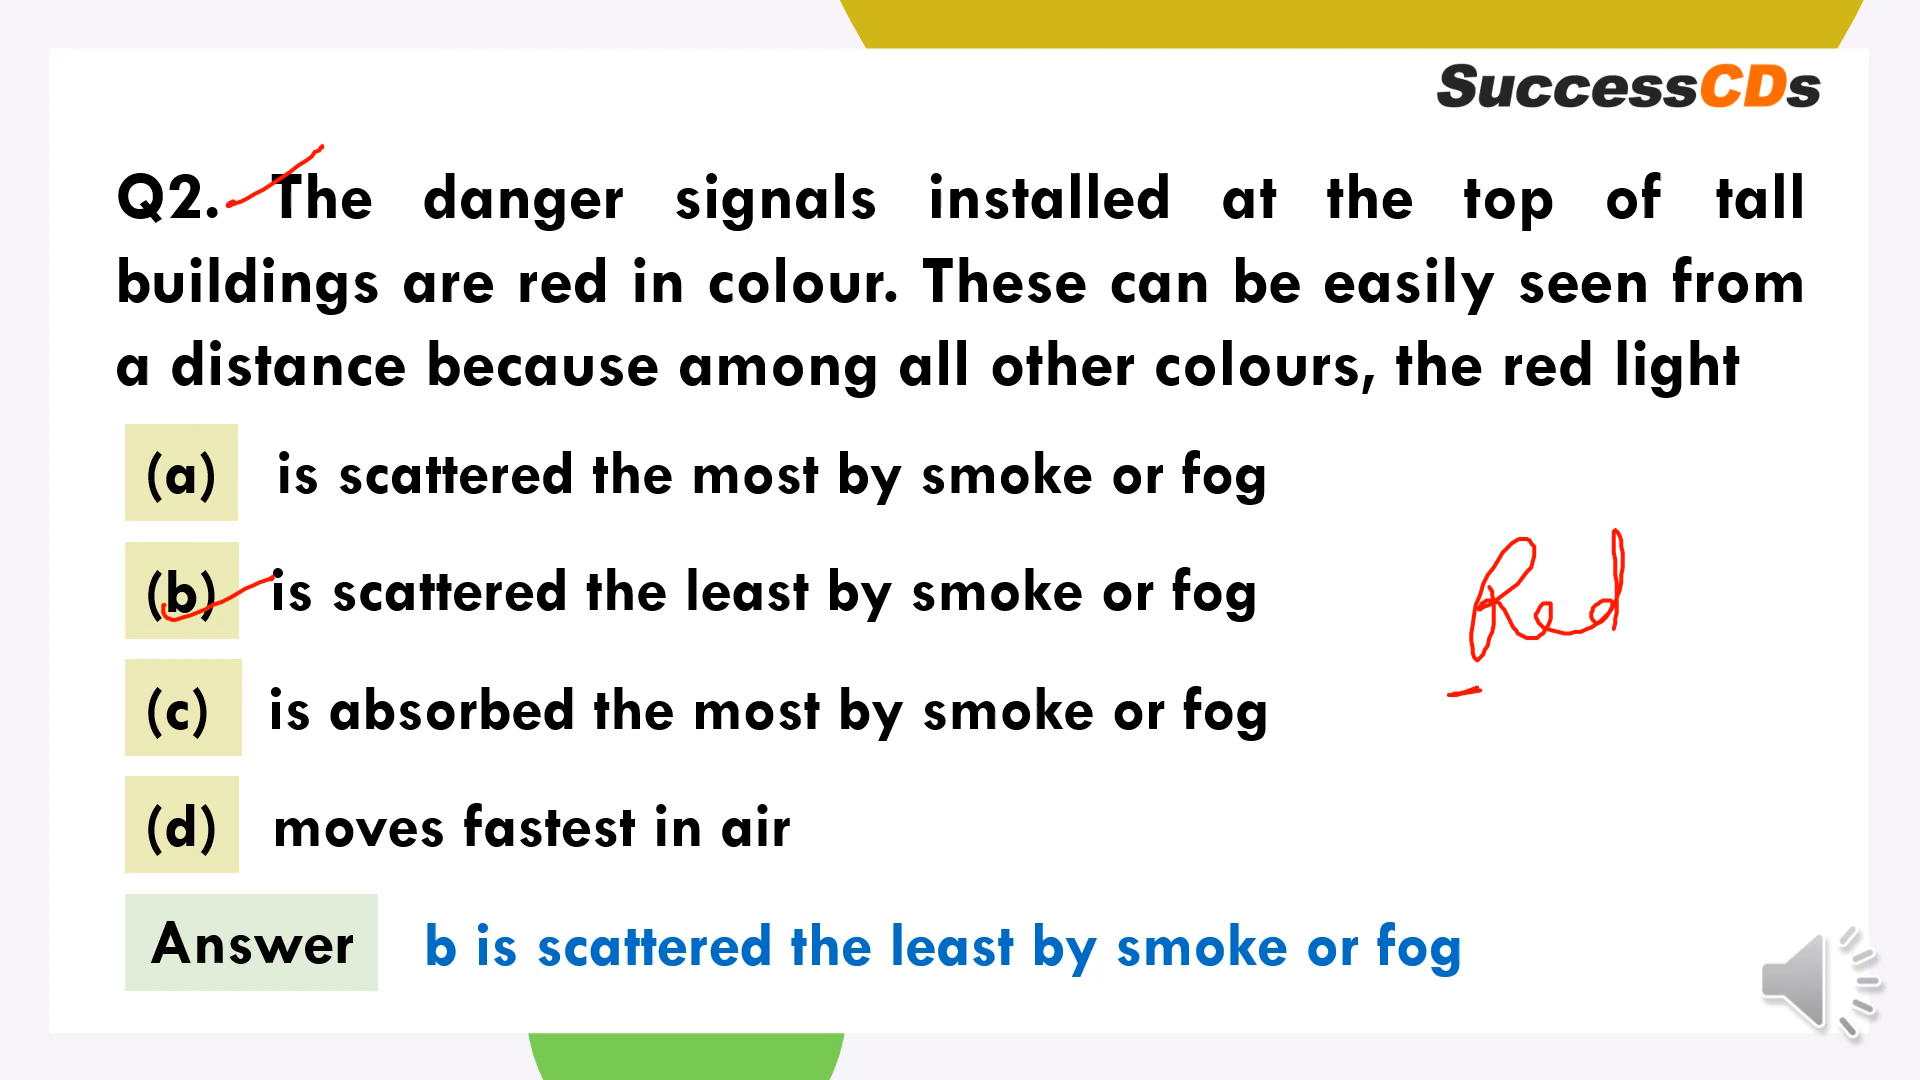 SuccessCDs
Q2. The danger signals installed at the top of tall
buildings are red in colour. These can be easily seen from
a distance because among all other colours, the red light
(a) is scattered the most by smoke or fog
(b) is scattered the least by smoke or fog
Red
(c) is absorbed the most by smoke or fog
(d) moves fastest in air
Answer b is scattered the least by smoke or fog